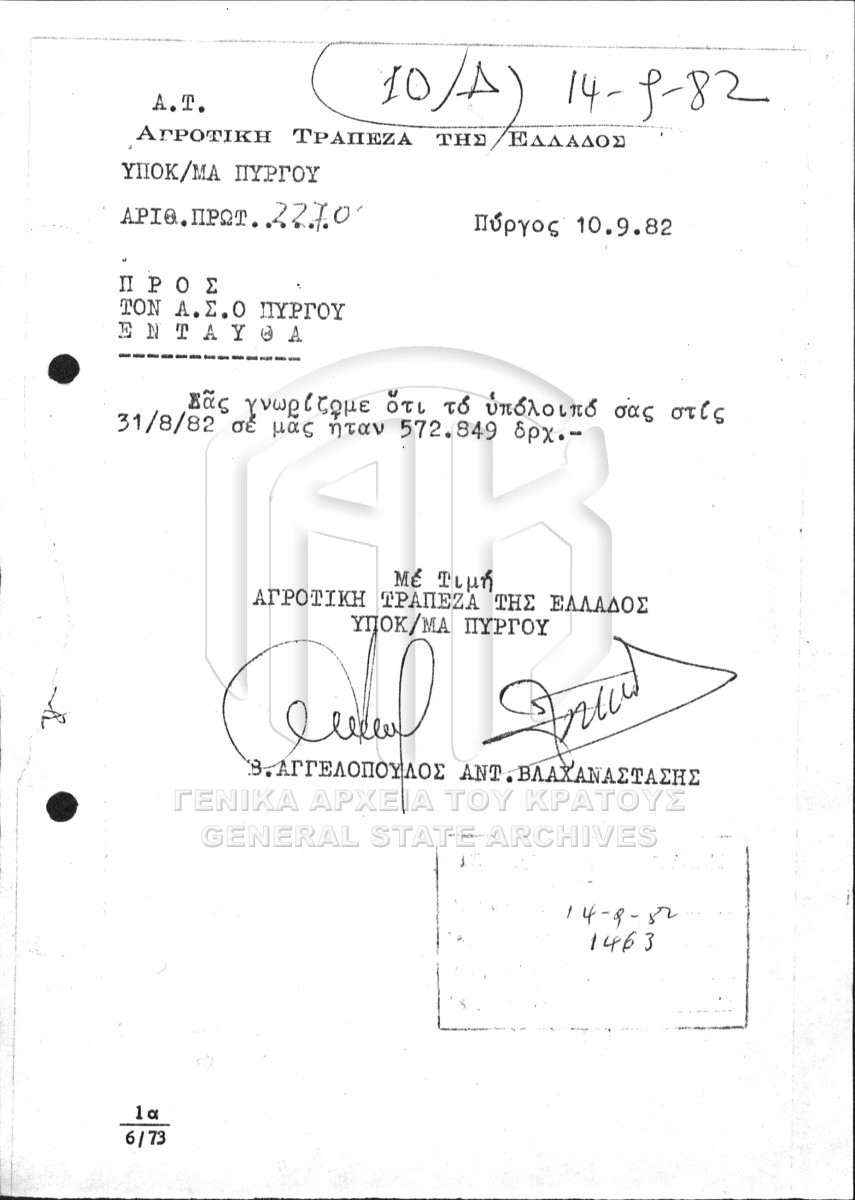 10/Δ) 14-9-82
Α.Τ.
ΑΓΡΟΤΙΚΗ ΤΡΑΠΕΖΑ ΤΗΣ ΕΛΛΑΔΟΣ
ΥΠΟΚ/ΜΑ ΠΥΡΓΟΥ
ΑΡΙΘ.ΠΡΩΤ..2270
Πύργος 10.9.82
Π Ρ Ο Σ
ΤΟΝ Α.Σ.Ο ΠΥΡΓΟΥ
Ε Ν Τ Α Υ Θ Α
Σᾶς γνωρίζομε ὅτι τό ὑπόλοιπό σας στίς
31/8/82 σέ μᾶς ἦταν 572.849 δρχ.-
Μέ Τιμή
ΑΓΡΟΤΙΚΗ ΤΡΑΠΕΖΑ ΤΗΣ ΕΛΛΑΔΟΣ
ΥΠΟΚ/ΜΑ ΠΥΡΓΟΥ
ΑΓΓΕΛΟΠΟΥΛΟΣ ΑΝΤ.ΒΛΑΧΑΝΑΣΤΑΣΗΣ
ΓΕΝΙΚΑ ΑΡΧΕΙΑ ΤΟΥ ΚΡΑΤΟΥΣ
GENERAL STATE ARCHIVES
14-9-82
1463
1α
6/73